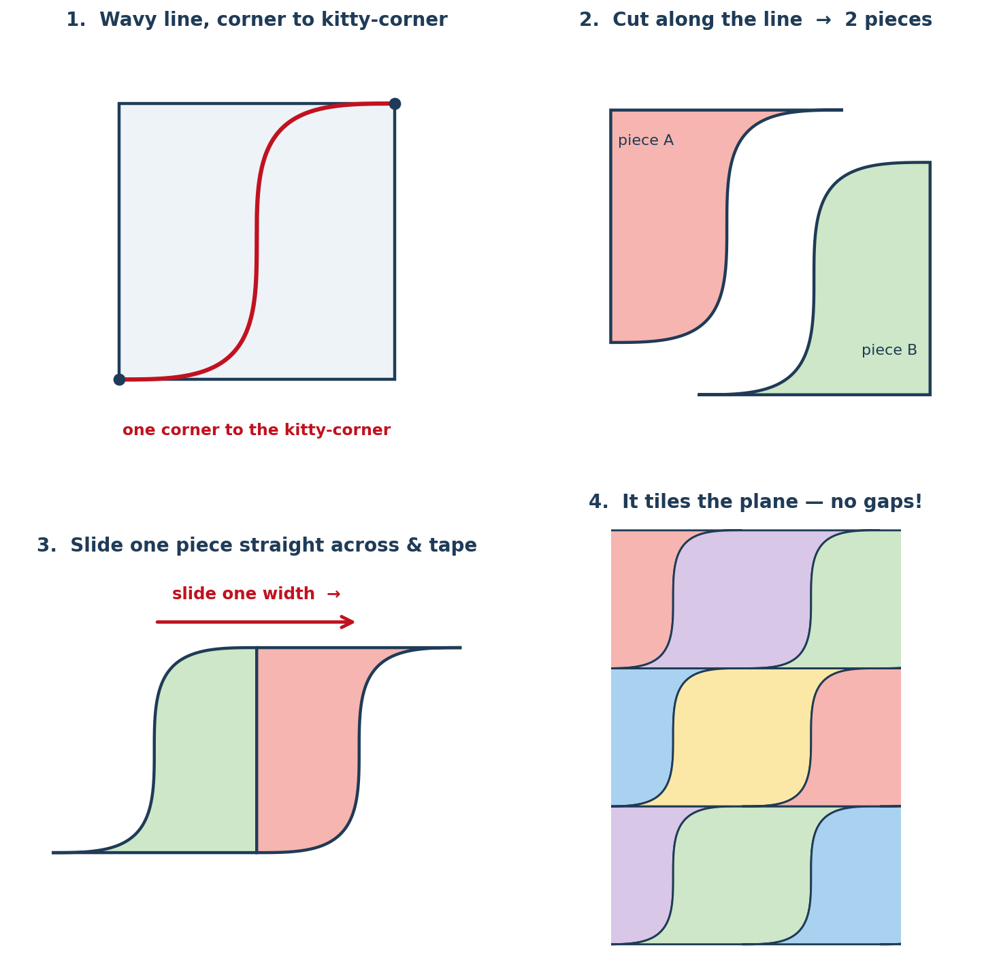 1.  Wavy line, corner to kitty-corner
one corner to the kitty-corner
2.  Cut along the line  →  2 pieces
piece A
piece B
3.  Slide one piece straight across & tape
slide one width  →
4.  It tiles the plane — no gaps!